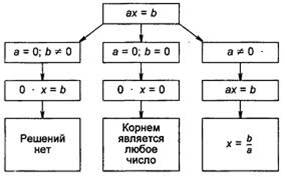 ax = b
a = 0; b ≠ 0
a = 0; b = 0
a ≠ 0
0 · x = b
0 · x = 0
ax = b
Решений
нет
Корнем
является
любое
число
x = b/a